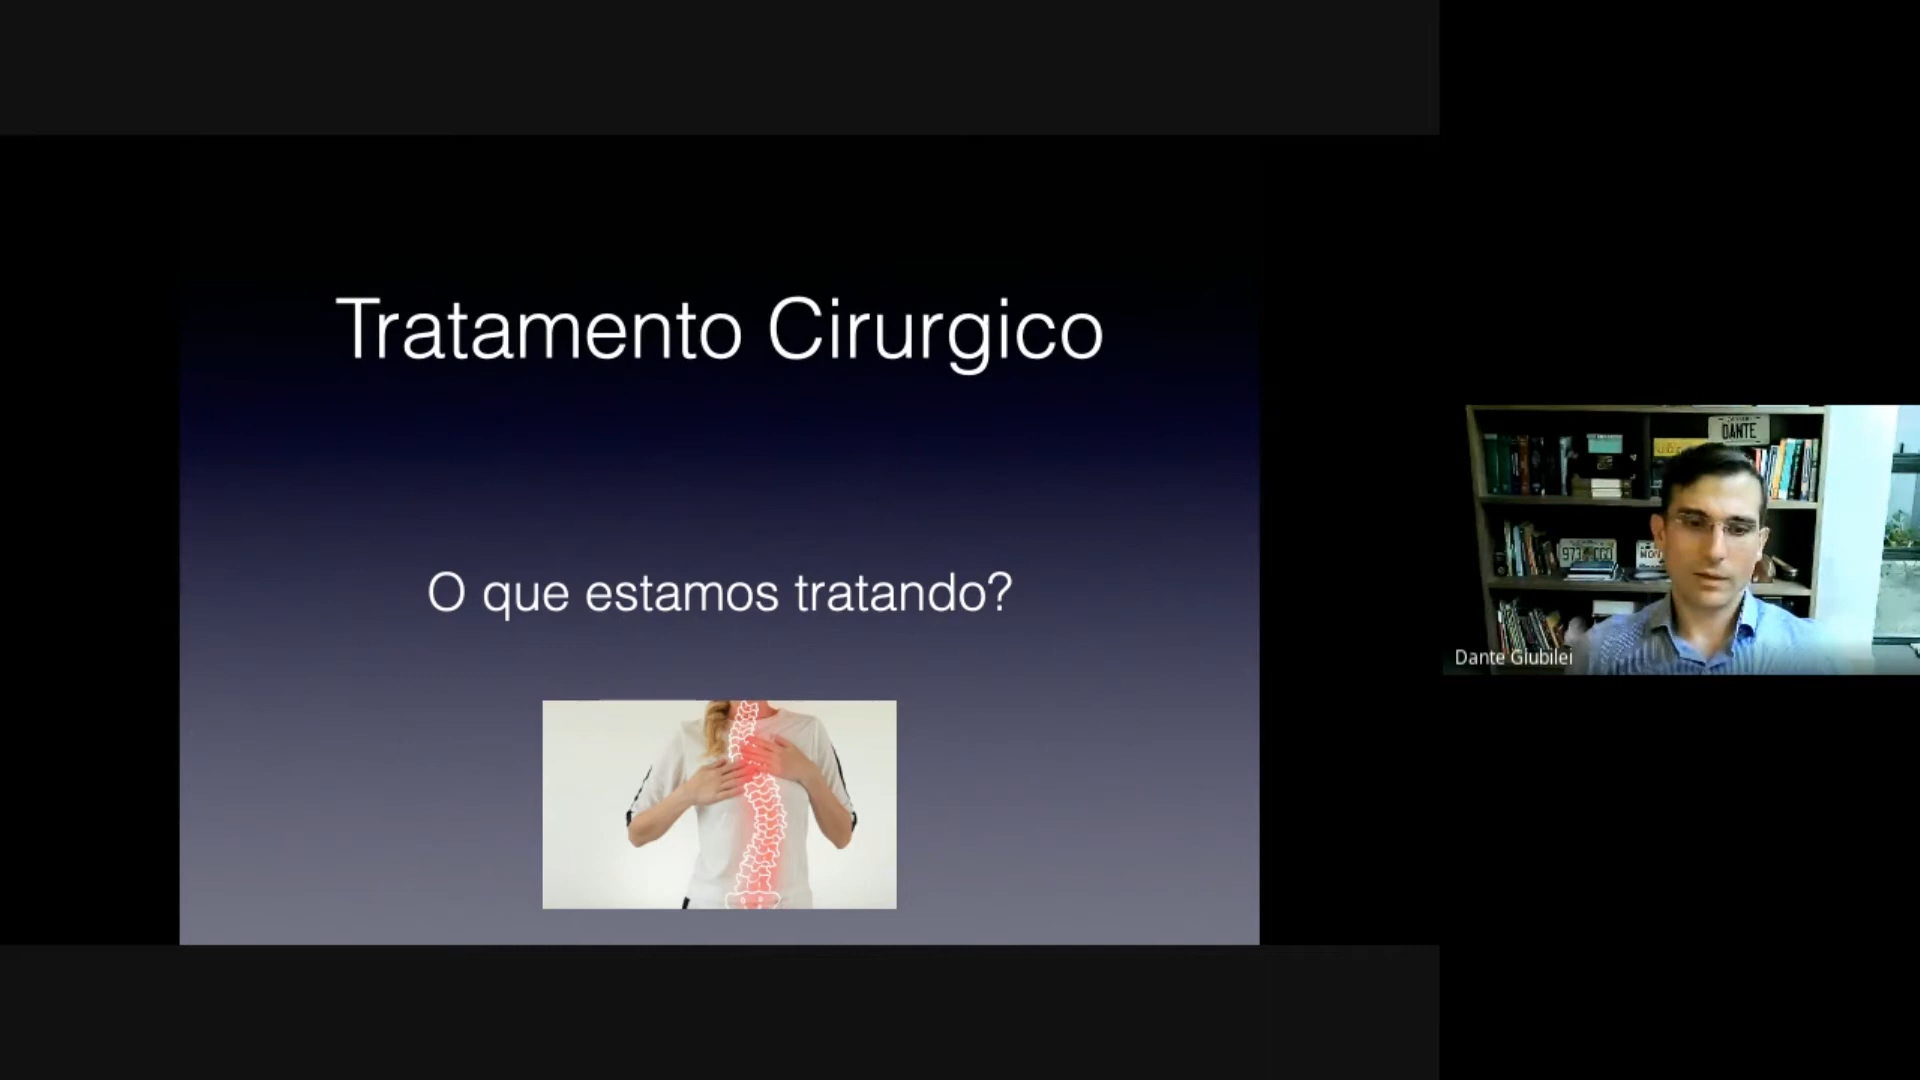 Tratamento Cirurgico
O que estamos tratando?
DANTE
Dante Giubilei